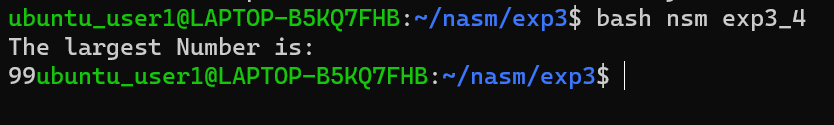 ubuntu_user1@LAPTOP-B5KQ7FHB:~/nasm/exp3$ bash nsm exp3_4
The largest Number is:
99ubuntu_user1@LAPTOP-B5KQ7FHB:~/nasm/exp3$